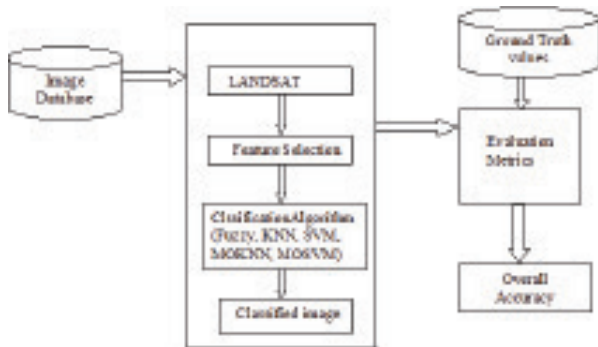 Image
Database
LANDSAT
Feature Selection
ClassificationAlgorithm
(Fuzzy, KNN, SVM,
MOKNN, MOSVM)
Classified image
Ground Truth
values
Evaluation
Metrics
Overall
Accuracy